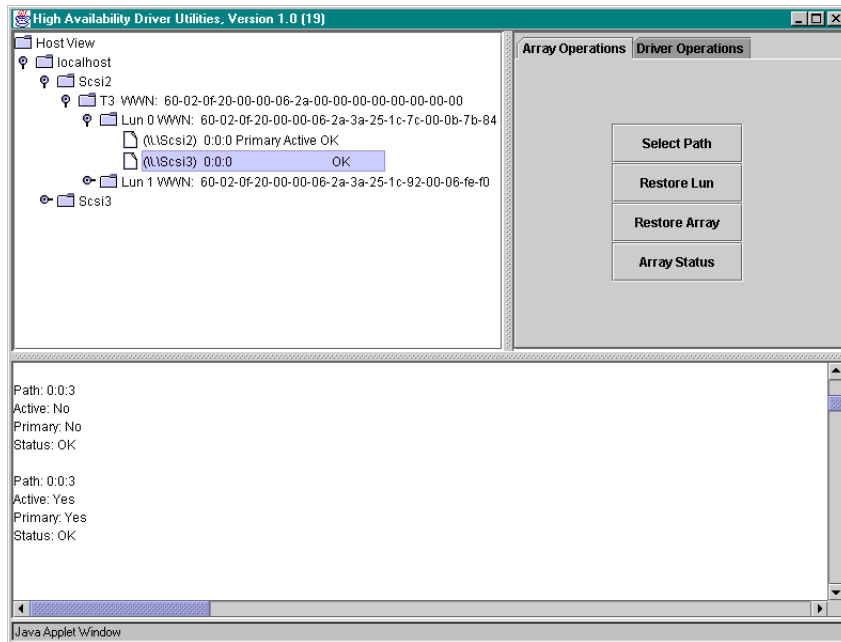 High Availability Driver Utilities, Version 1.0 (19)
Host View
localhost
Scsi2
T3 WWN: 60-02-0f-20-00-00-06-2a-00-00-00-00-00-00-00-00
Lun 0 WWN: 60-02-0f-20-00-00-06-2a-3a-25-1c-7c-00-0b-7b-84
(\\.\Scsi2) 0:0:0 Primary Active OK
(\\.\Scsi3) 0:0:0 OK
Lun 1 WWN: 60-02-0f-20-00-00-06-2a-3a-25-1c-92-00-06-fe-f0
Scsi3
Array Operations Driver Operations
Select Path
Restore Lun
Restore Array
Array Status
Path: 0:0:3
Active: No
Primary: No
Status: OK
Path: 0:0:3
Active: Yes
Primary: Yes
Status: OK
Java Applet Window